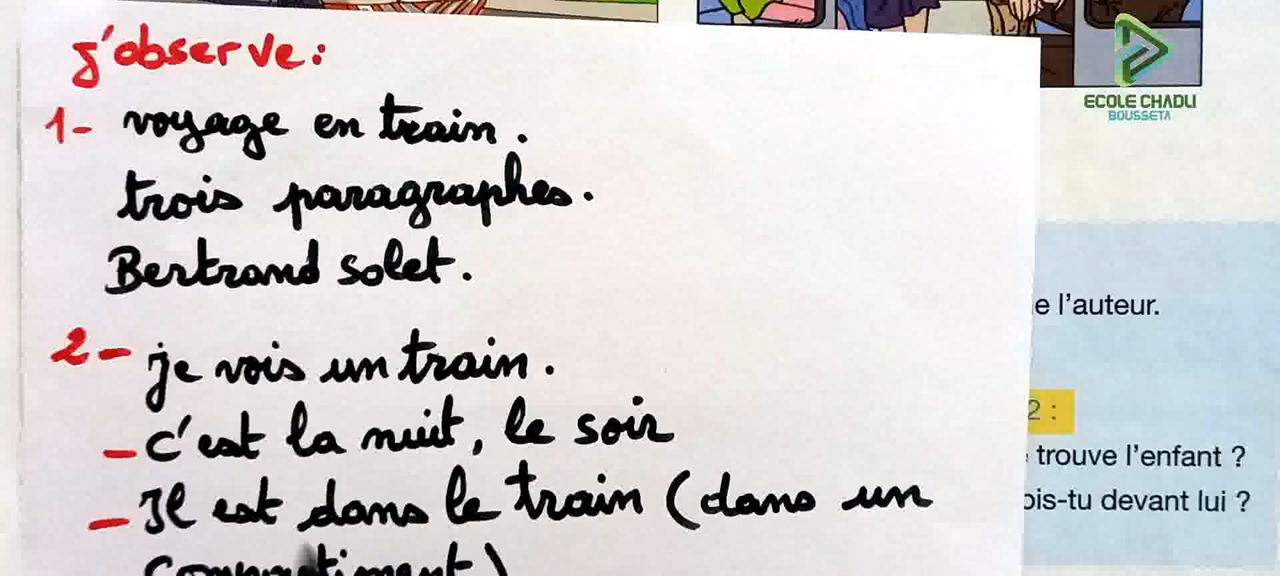 j'observe:
1- voyage en train.
trois paragraphes.
Bertrand solet.
2- je vois un train.
- c'est la nuit, le soir
- Il est dans le train (dans un
compartiment)
ECOLE CHADLI
BOUSSETA
e l'auteur.
2 :
trouve l'enfant ?
ois-tu devant lui ?